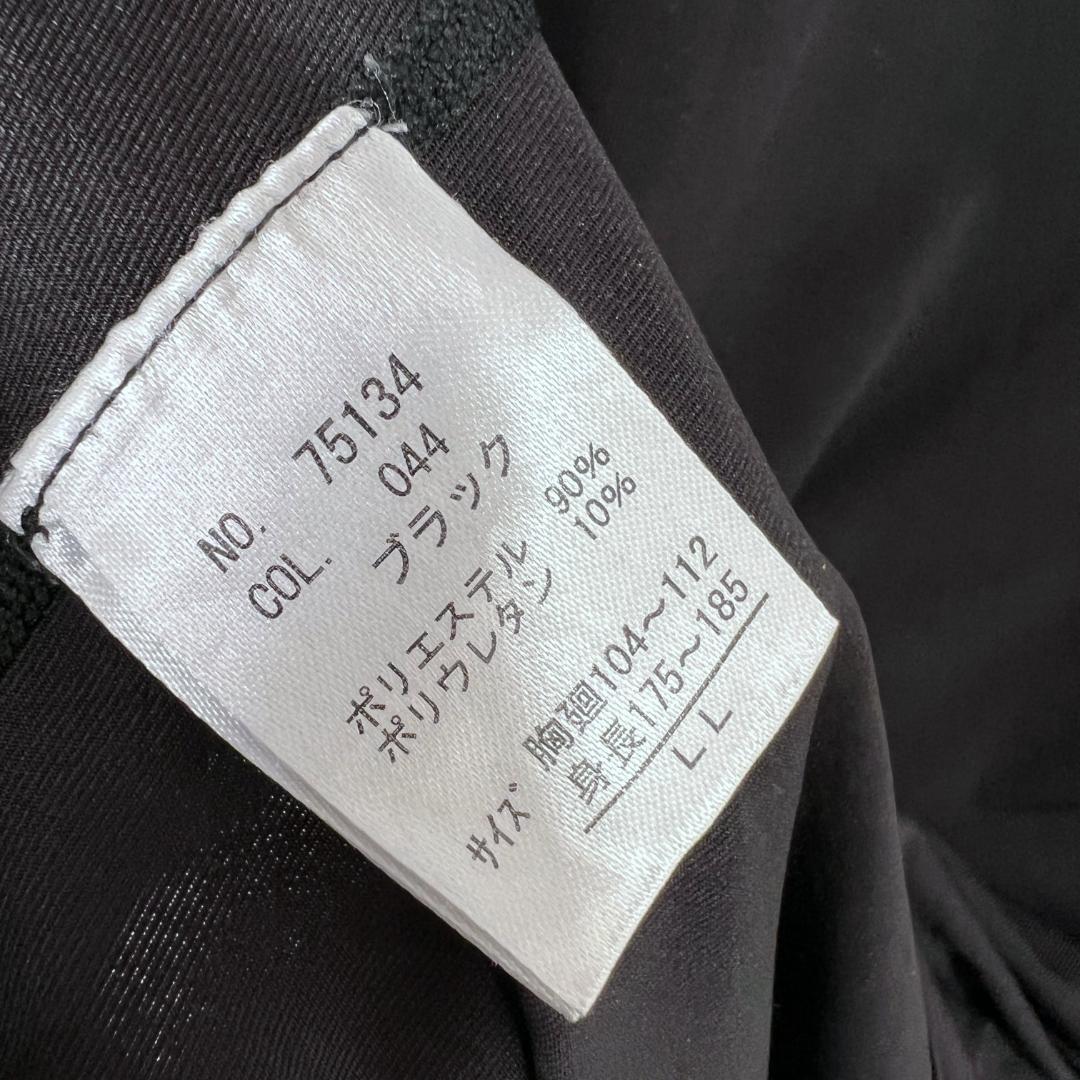 NO. 75134
COL. 044
ブラック
ポリエステル 90%
ポリウレタン 10%
胸廻104～112
身長175～185
サイズ LL